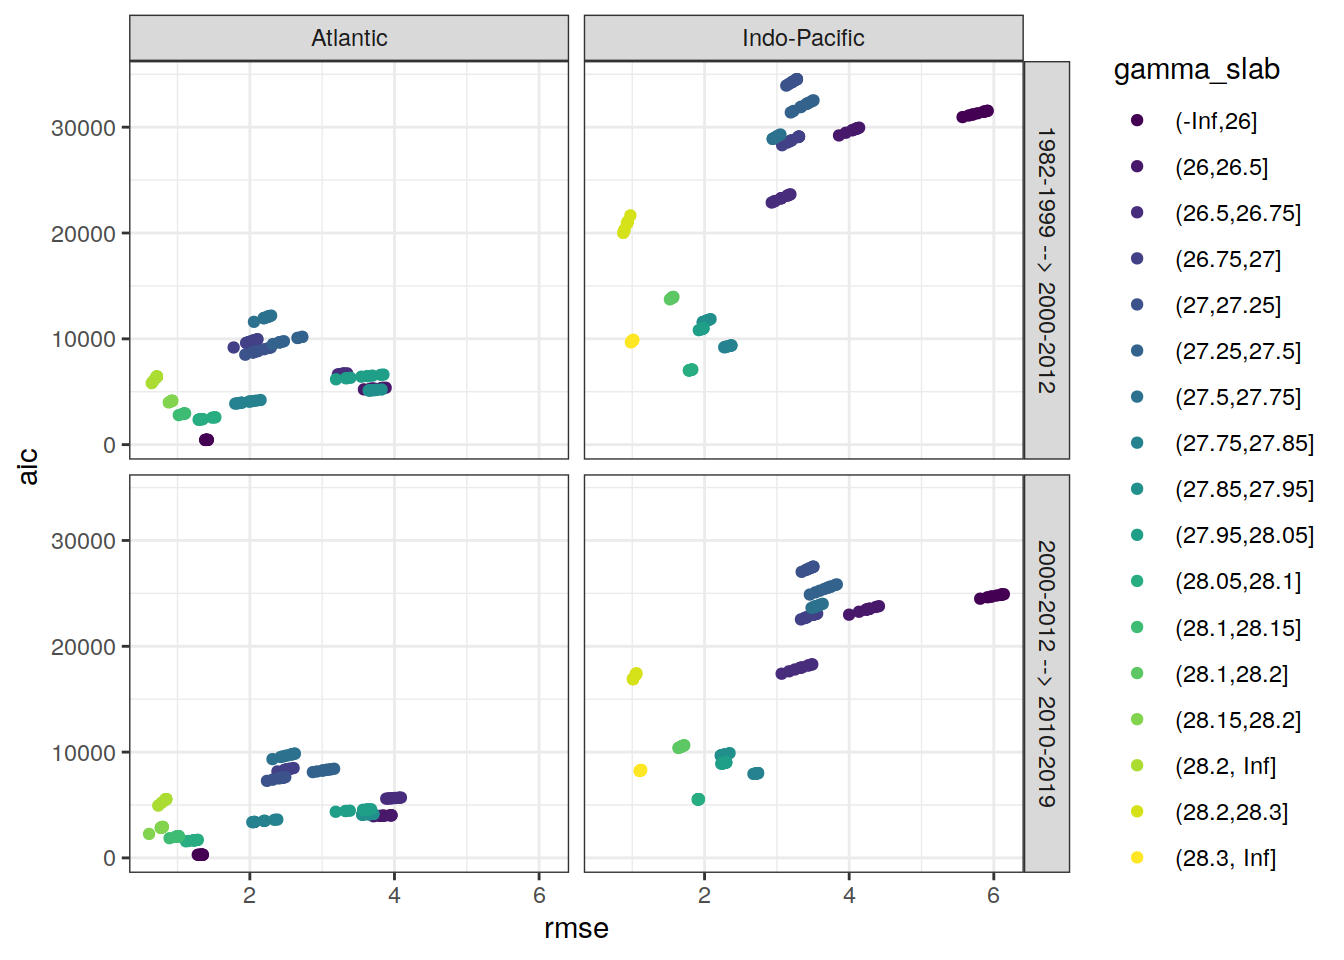 Atlantic
Indo-Pacific
30000
20000
10000
0
1982-1999 --> 2000-2012
aic
30000
20000
10000
0
2000-2012 --> 2010-2019
2
4
6
2
4
6
rmse
gamma_slab
(-Inf,26]
(26,26.5]
(26.5,26.75]
(26.75,27]
(27,27.25]
(27.25,27.5]
(27.5,27.75]
(27.75,27.85]
(27.85,27.95]
(27.95,28.05]
(28.05,28.1]
(28.1,28.15]
(28.1,28.2]
(28.15,28.2]
(28.2, Inf]
(28.2,28.3]
(28.3, Inf]